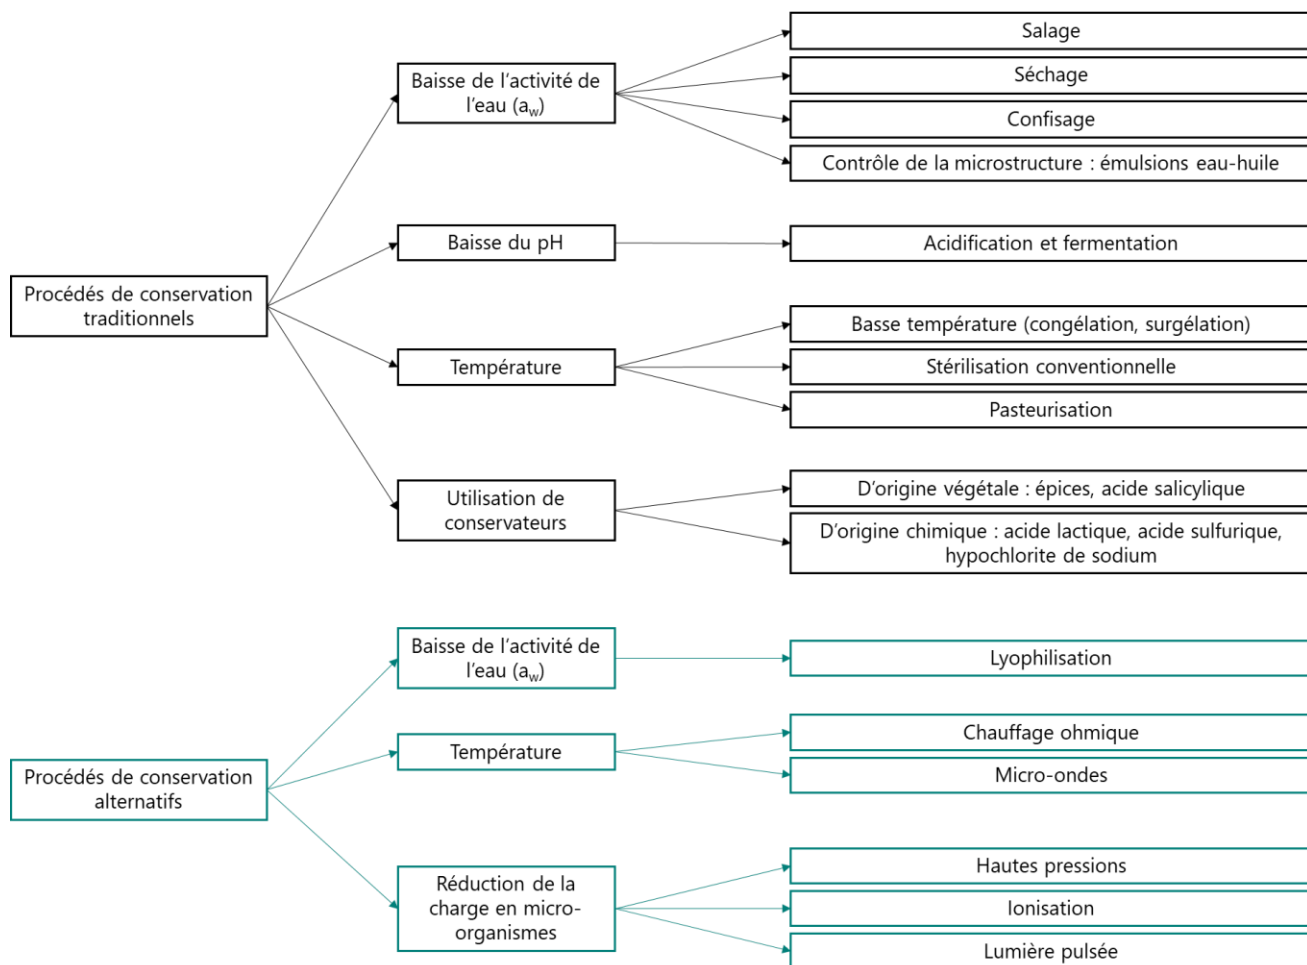 Procédés de conservation
traditionnels
Baisse de l'activité de
l'eau (aw)
Salage
Séchage
Confisage
Contrôle de la microstructure : émulsions eau-huile
Baisse du pH
Acidification et fermentation
Température
Basse température (congélation, surgélation)
Stérilisation conventionnelle
Pasteurisation
Utilisation de
conservateurs
D'origine végétale : épices, acide salicylique
D'origine chimique : acide lactique, acide sulfurique,
hypochlorite de sodium
Procédés de conservation
alternatifs
Baisse de l'activité de
l'eau (aw)
Lyophilisation
Température
Chauffage ohmique
Micro-ondes
Réduction de la
charge en micro-
organismes
Hautes pressions
Ionisation
Lumière pulsée